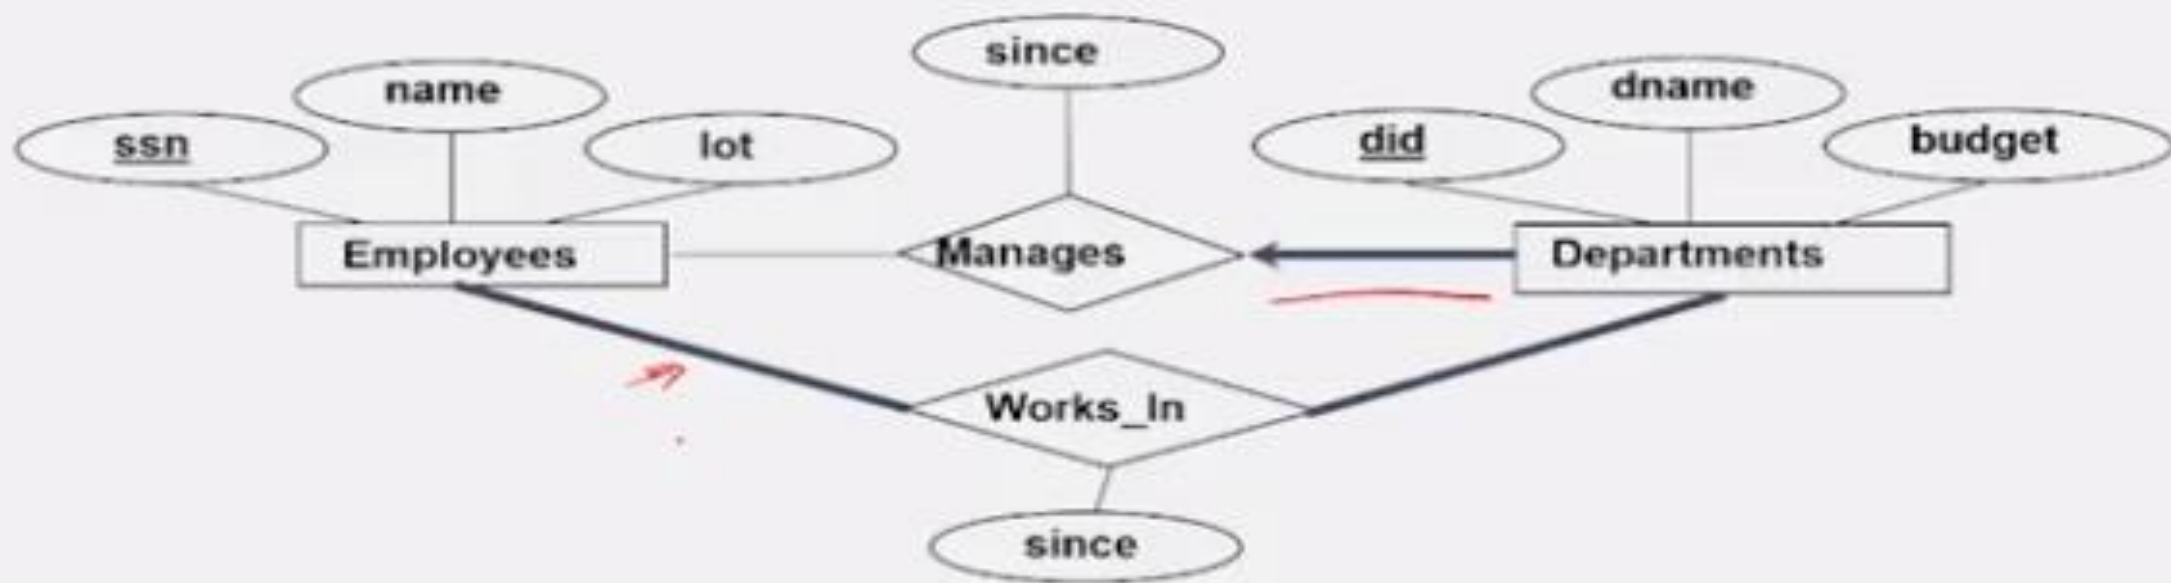 since
name
dname
ssn
lot
did
budget
Employees
Manages
Departments
Works_In
since